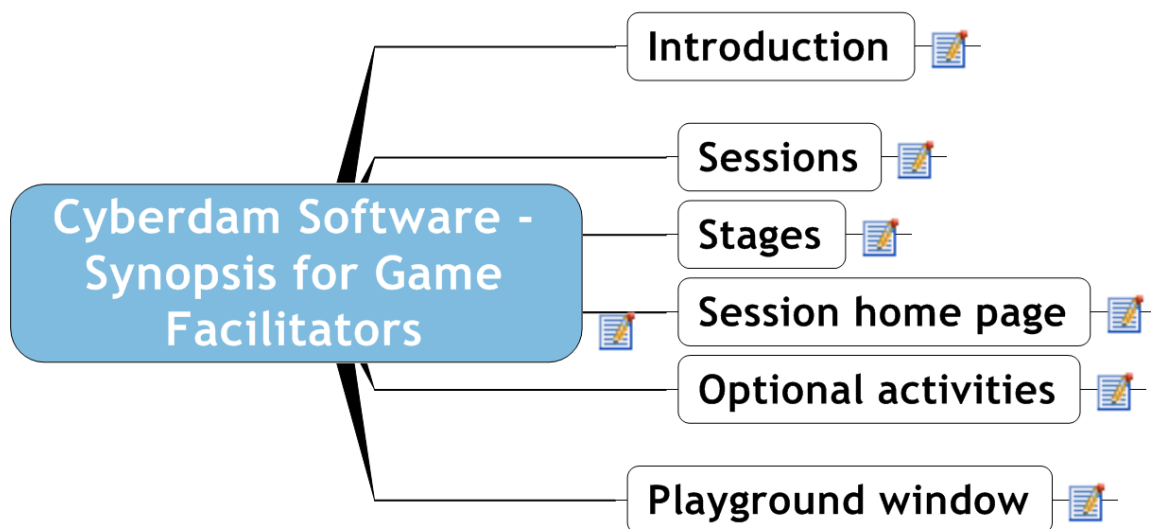 Cyberdam Software -
Synopsis for Game
Facilitators
Introduction
Sessions
Stages
Session home page
Optional activities
Playground window